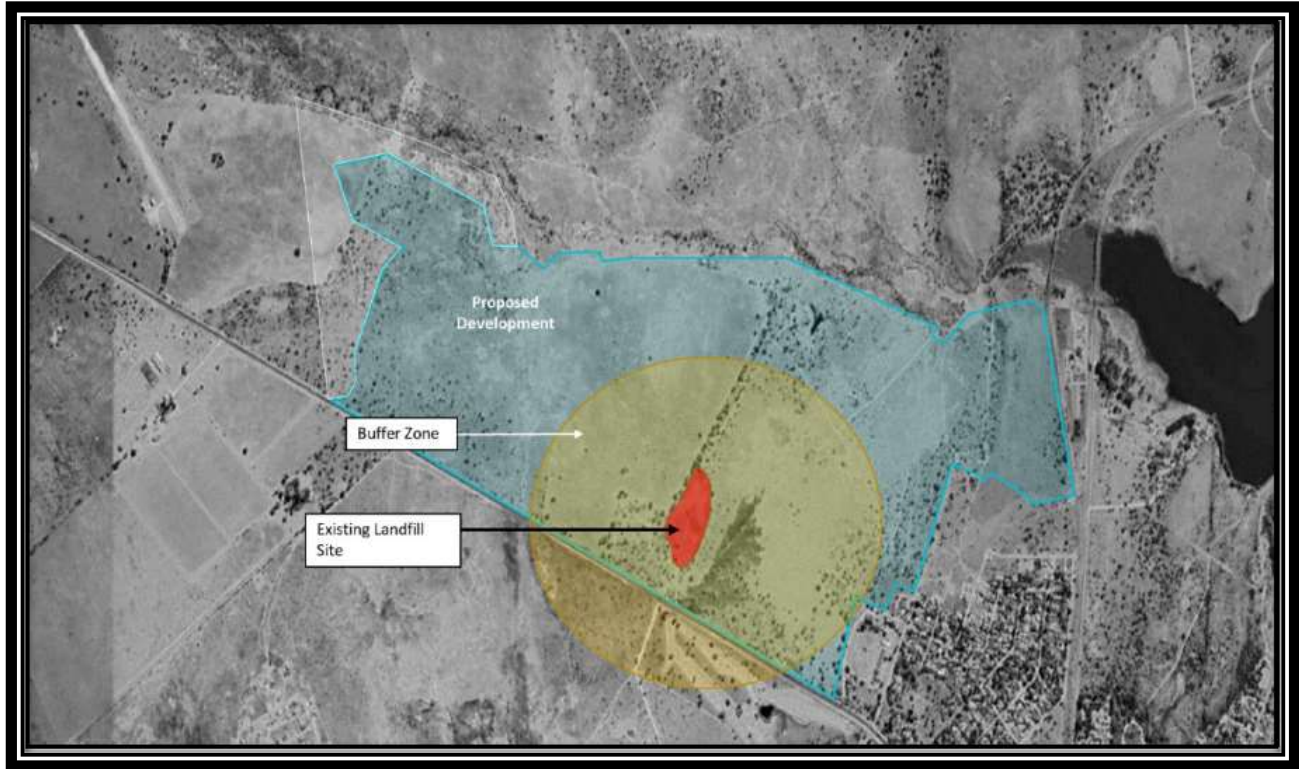 Proposed
Development
Buffer Zone
Existing Landfill
Site